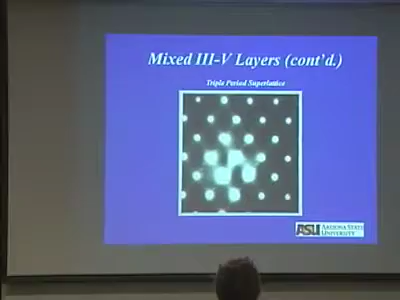 Mixed III-V Layers (cont'd.)
Triple Period Superlattice
ASU ARIZONA STATE
UNIVERSITY